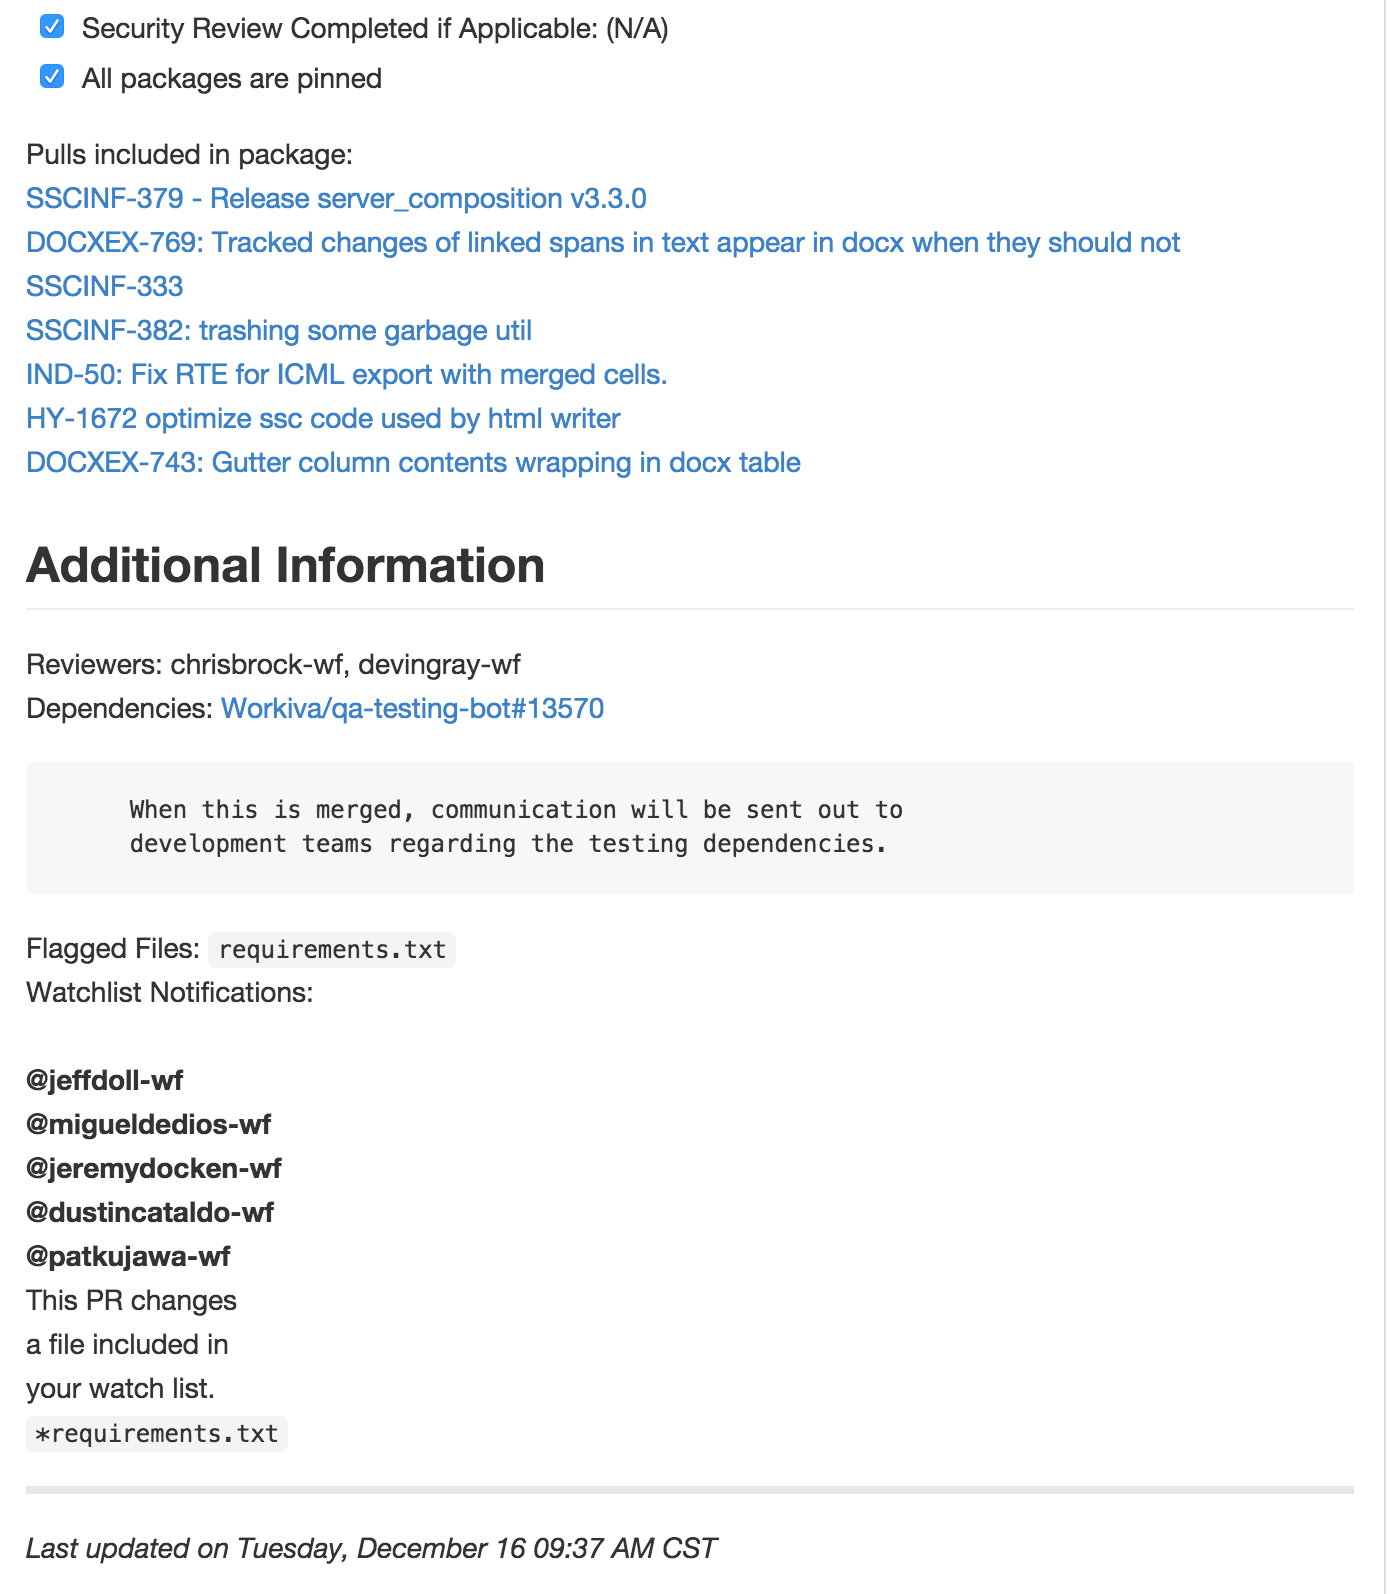 Security Review Completed if Applicable: (N/A)
All packages are pinned
Pulls included in package:
SSCINF-379 - Release server_composition v3.3.0
DOCXEX-769: Tracked changes of linked spans in text appear in docx when they should not
SSCINF-333
SSCINF-382: trashing some garbage util
IND-50: Fix RTE for ICML export with merged cells.
HY-1672 optimize ssc code used by html writer
DOCXEX-743: Gutter column contents wrapping in docx table
Additional Information
Reviewers: chrisbrock-wf, devingray-wf
Dependencies: Workiva/qa-testing-bot#13570
When this is merged, communication will be sent out to
development teams regarding the testing dependencies.
Flagged Files: requirements.txt
Watchlist Notifications:
@jeffdoll-wf
@migueldedios-wf
@jeremydocken-wf
@dustincataldo-wf
@patkujawa-wf
This PR changes
a file included in
your watch list.
*requirements.txt
Last updated on Tuesday, December 16 09:37 AM CST